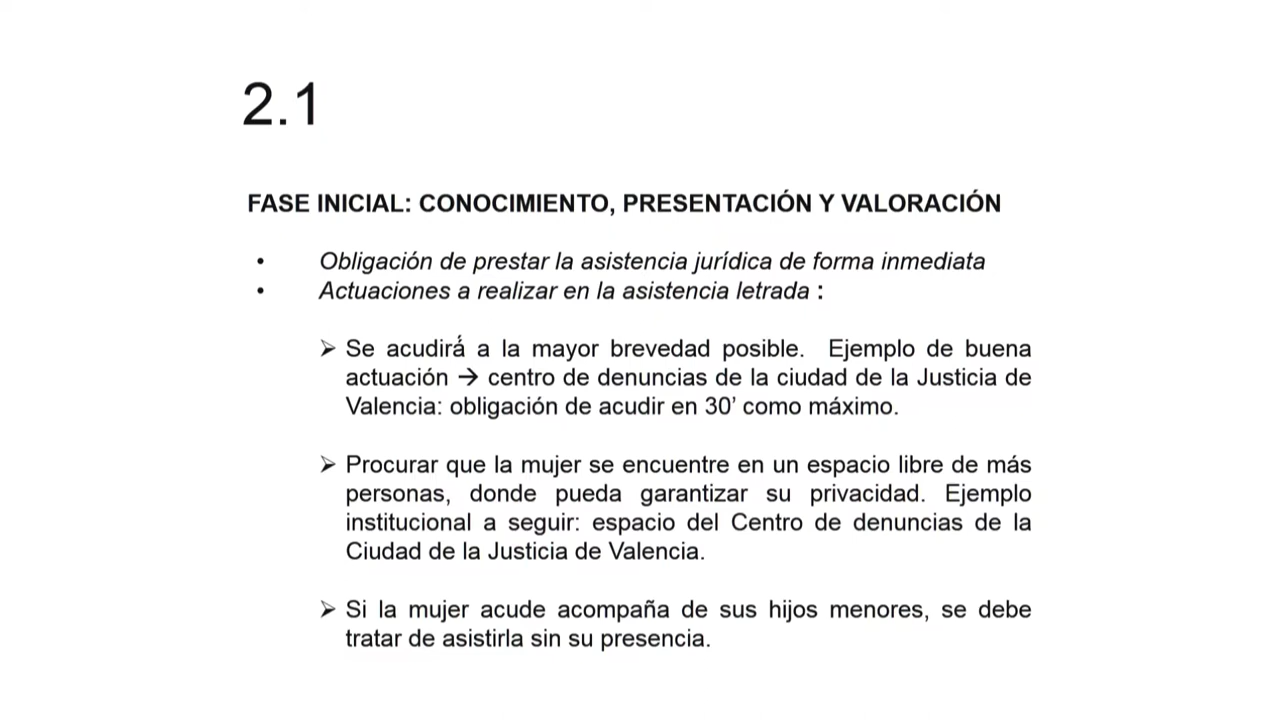 2.1
FASE INICIAL: CONOCIMIENTO, PRESENTACIÓN Y VALORACIÓN
• Obligación de prestar la asistencia jurídica de forma inmediata
• Actuaciones a realizar en la asistencia letrada :
➢ Se acudirá́ a la mayor brevedad posible. Ejemplo de buena
actuación → centro de denuncias de la ciudad de la Justicia de
Valencia: obligación de acudir en 30’ como máximo.
➢ Procurar que la mujer se encuentre en un espacio libre de más
personas, donde pueda garantizar su privacidad. Ejemplo
institucional a seguir: espacio del Centro de denuncias de la
Ciudad de la Justicia de Valencia.
➢ Si la mujer acude acompaña de sus hijos menores, se debe
tratar de asistirla sin su presencia.